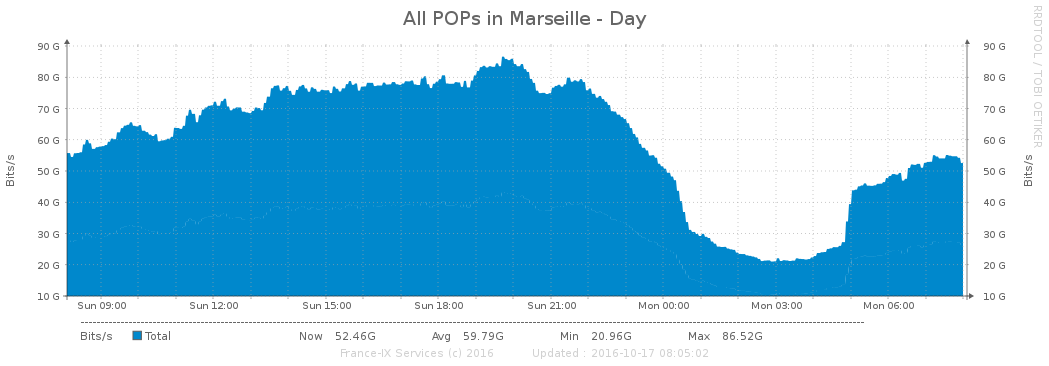 All POPs in Marseille - Day
RRDTOOL / TOBI OETIKER
90 G 90 G
80 G 80 G
70 G 70 G
60 G 60 G
50 G 50 G
40 G 40 G
30 G 30 G
20 G 20 G
10 G 10 G
Bits/s
Bits/s
Sun 09:00 Sun 12:00 Sun 15:00 Sun 18:00 Sun 21:00 Mon 00:00 Mon 03:00 Mon 06:00
Bits/s Total Now 52.46G Avg 59.79G Min 20.96G Max 86.52G
France-IX Services (c) 2016 Updated : 2016-10-17 08:05:02